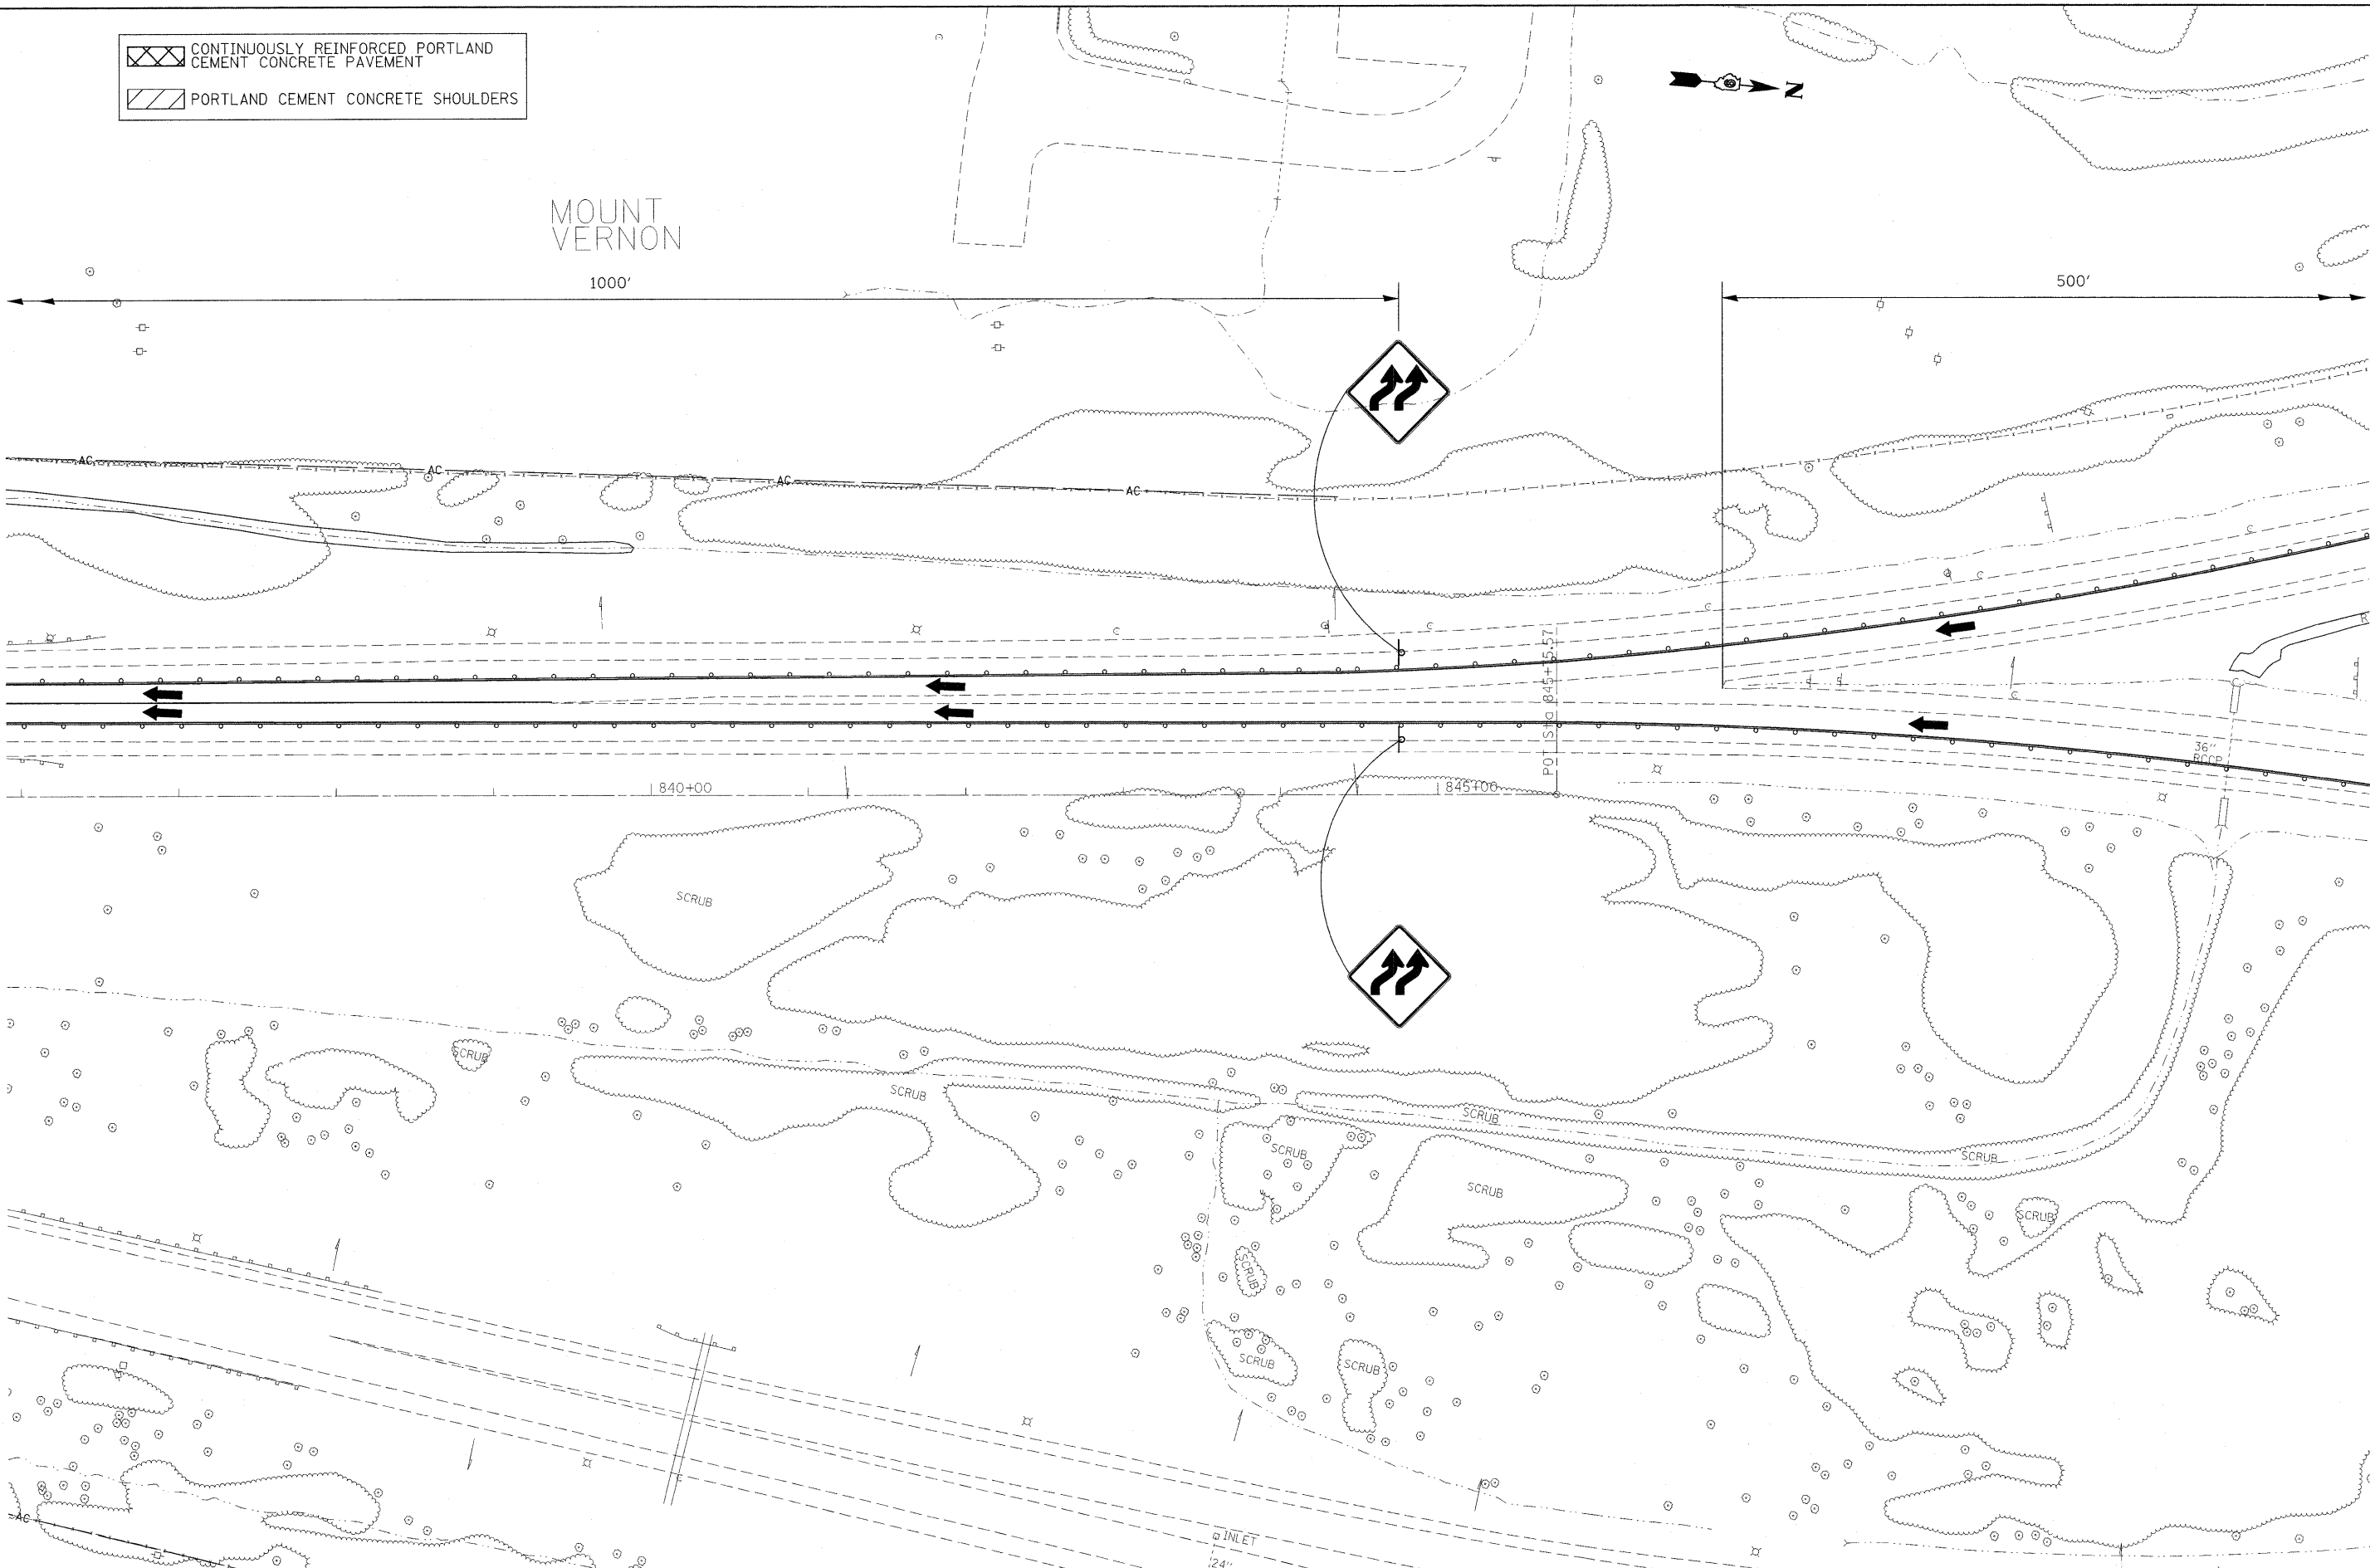 CONTINUOUSLY REINFORCED PORTLAND
CEMENT CONCRETE PAVEMENT
PORTLAND CEMENT CONCRETE SHOULDERS
N
MOUNT
VERNON
1000'
500'
AC
AC
AC
AC
POT Sta 845+75.57
36"
RCCP
840+00
845+00
SCRUB
SCRUB
SCRUB
SCRUB
SCRUB
SCRUB
SCRUB
SCRUB
SCRUB
SCRUB
SCRUB
AC
INLET
24"